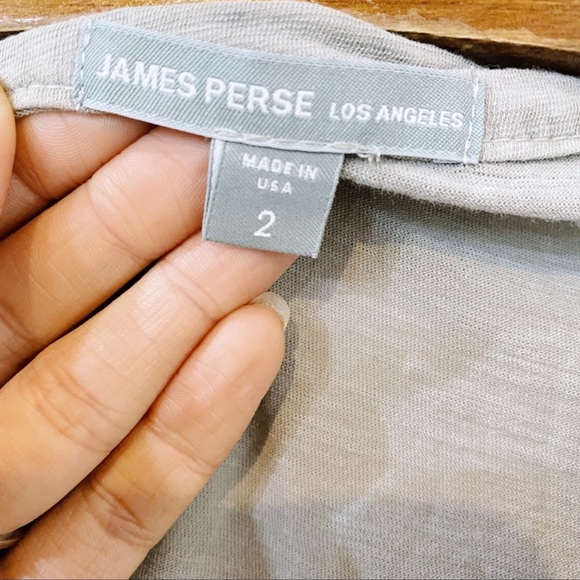 JAMES PERSE LOS ANGELES
MADE IN
USA
2